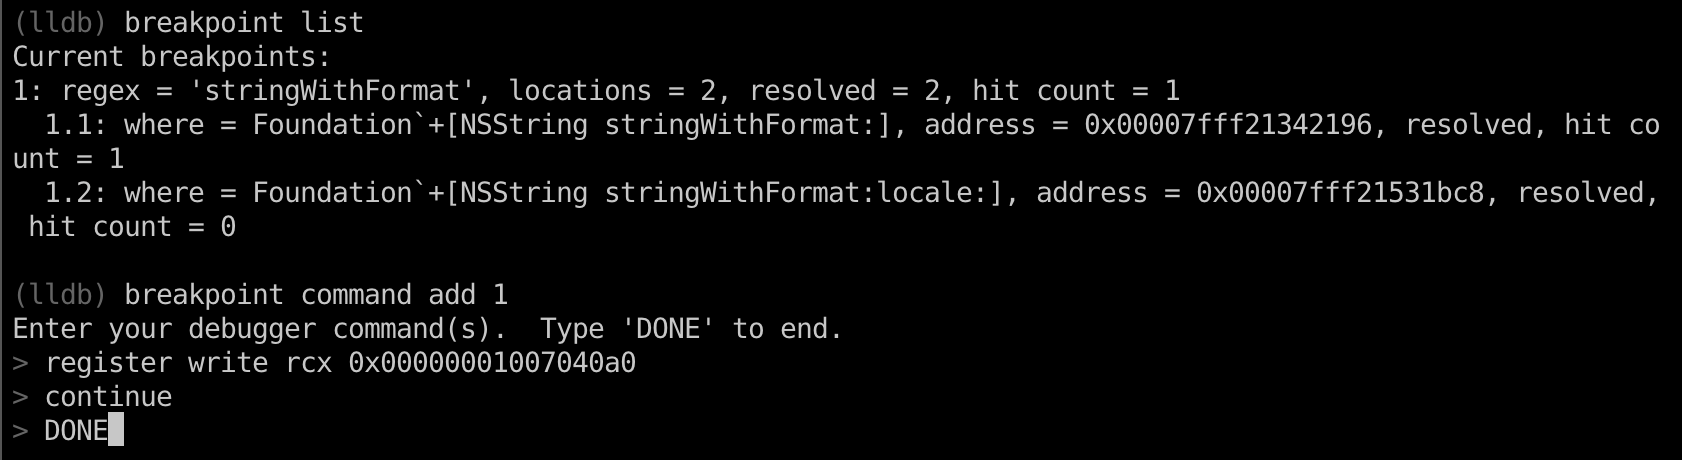 (lldb) breakpoint list
Current breakpoints:
1: regex = 'stringWithFormat', locations = 2, resolved = 2, hit count = 1
  1.1: where = Foundation`+[NSString stringWithFormat:], address = 0x00007fff21342196, resolved, hit co
unt = 1
  1.2: where = Foundation`+[NSString stringWithFormat:locale:], address = 0x00007fff21531bc8, resolved,
 hit count = 0

(lldb) breakpoint command add 1
Enter your debugger command(s).  Type 'DONE' to end.
> register write rcx 0x00000001007040a0
> continue
> DONE